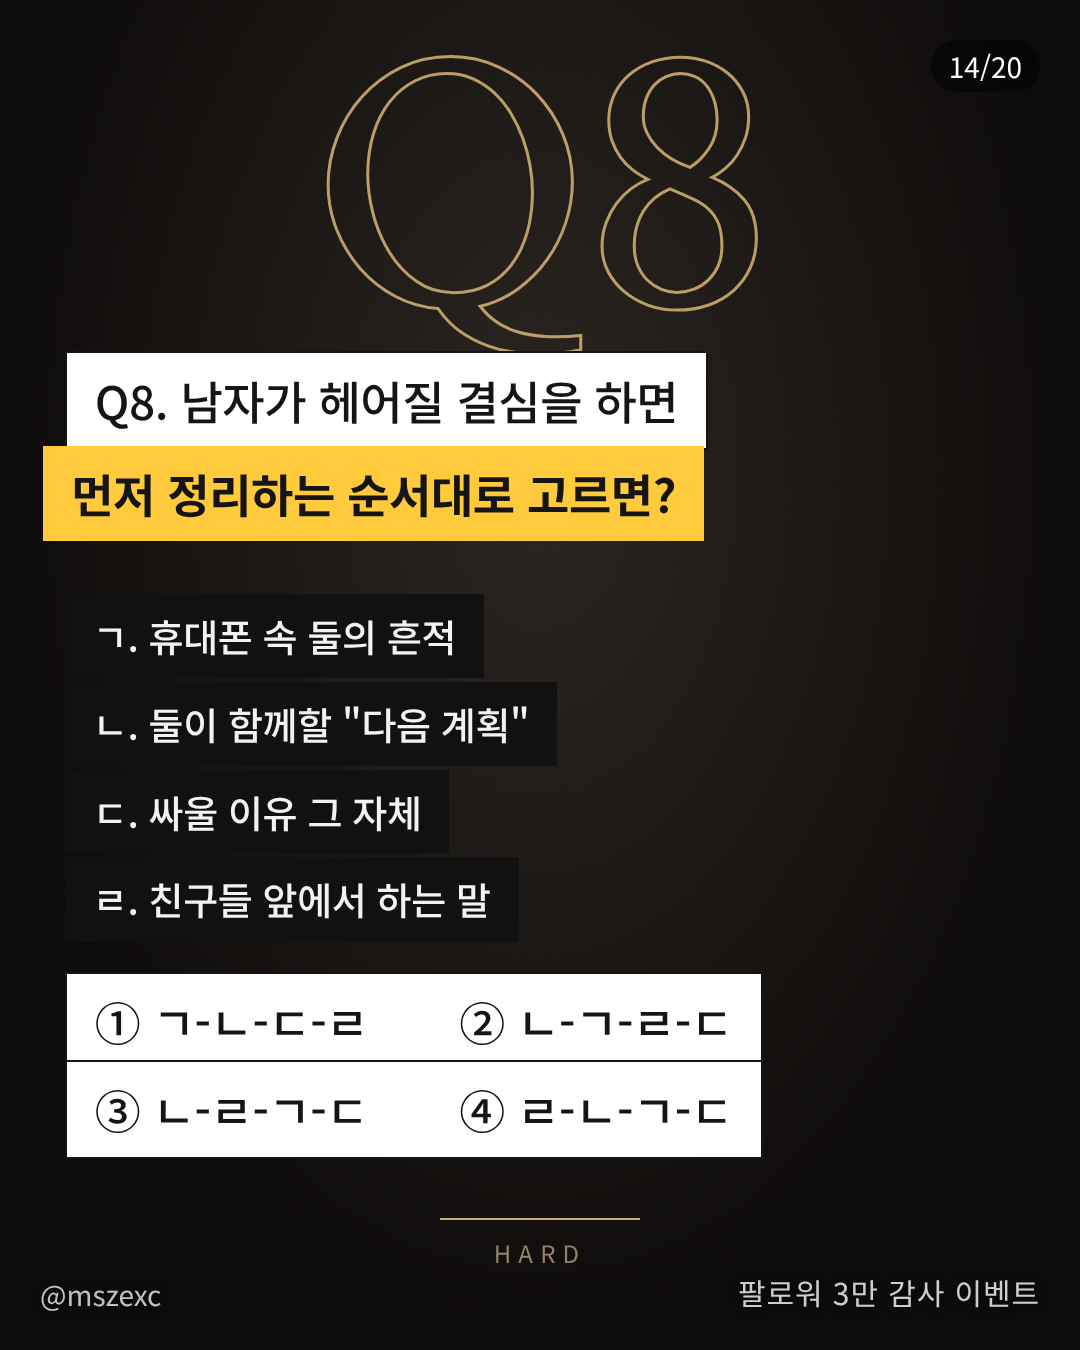 14/20
Q8
Q8. 남자가 헤어질 결심을 하면
먼저 정리하는 순서대로 고르면?
ㄱ. 휴대폰 속 둘의 흔적
ㄴ. 둘이 함께할 "다음 계획"
ㄷ. 싸울 이유 그 자체
ㄹ. 친구들 앞에서 하는 말
① ㄱ-ㄴ-ㄷ-ㄹ ② ㄴ-ㄱ-ㄹ-ㄷ
③ ㄴ-ㄹ-ㄱ-ㄷ ④ ㄹ-ㄴ-ㄱ-ㄷ
HARD
@mszexc 팔로워 3만 감사 이벤트